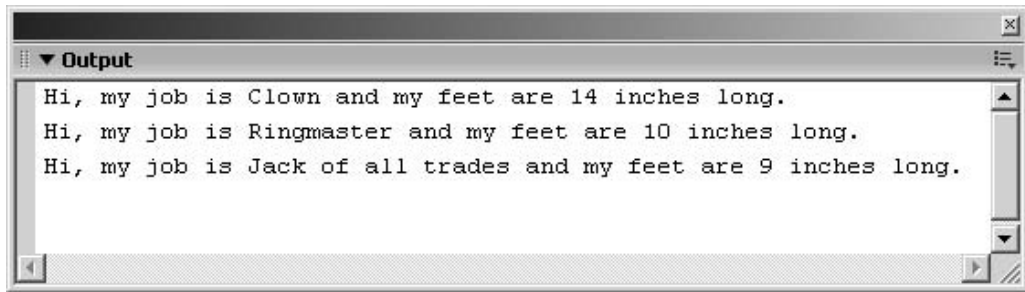 Output
Hi, my job is Clown and my feet are 14 inches long.
Hi, my job is Ringmaster and my feet are 10 inches long.
Hi, my job is Jack of all trades and my feet are 9 inches long.